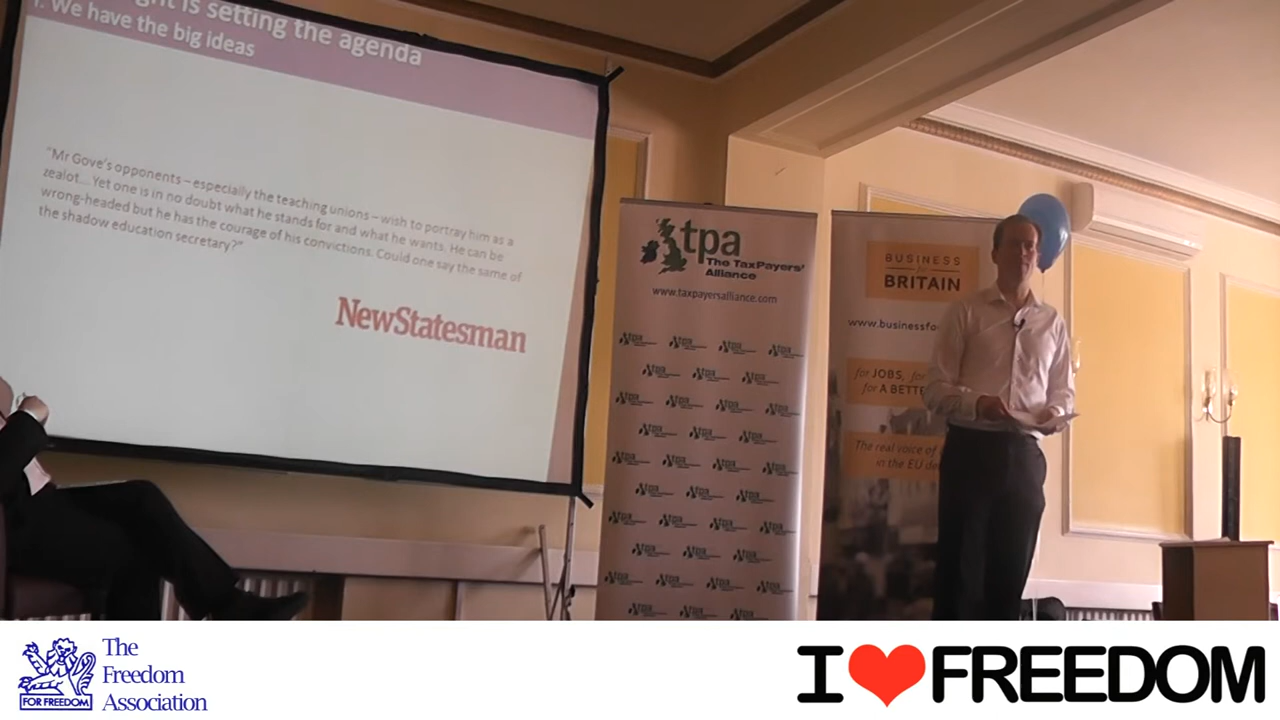 ght is setting the agenda
1. We have the big ideas
"Mr Gove's opponents – especially the teaching unions – wish to portray him as a
zealot... Yet one is in no doubt what he stands for and what he wants. He can be
wrong-headed but he has the courage of his convictions. Could one say the same of
the shadow education secretary?"
NewStatesman
tpa
The TaxPayers'
Alliance
www.taxpayersalliance.com
BUSINESS
for
BRITAIN
www.businessfo
for JOBS, for
for A BETTE
The real voice of
in the EU de
The
Freedom
Association
FOR FREEDOM
I ❤ FREEDOM